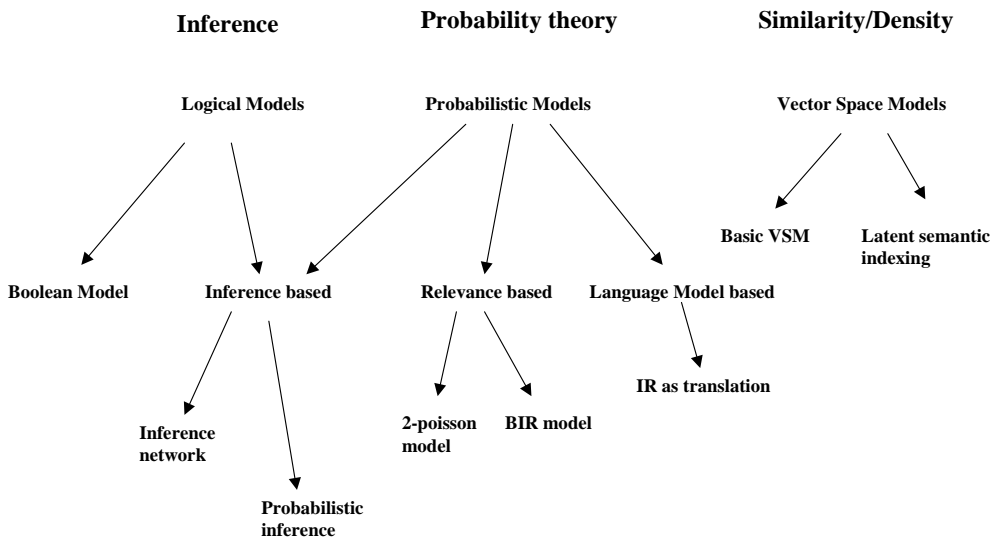 Inference
Probability theory
Similarity/Density
Logical Models
Probabilistic Models
Vector Space Models
Basic VSM
Latent semantic
indexing
Boolean Model
Inference based
Relevance based
Language Model based
IR as translation
2-poisson
model
BIR model
Inference
network
Probabilistic
inference